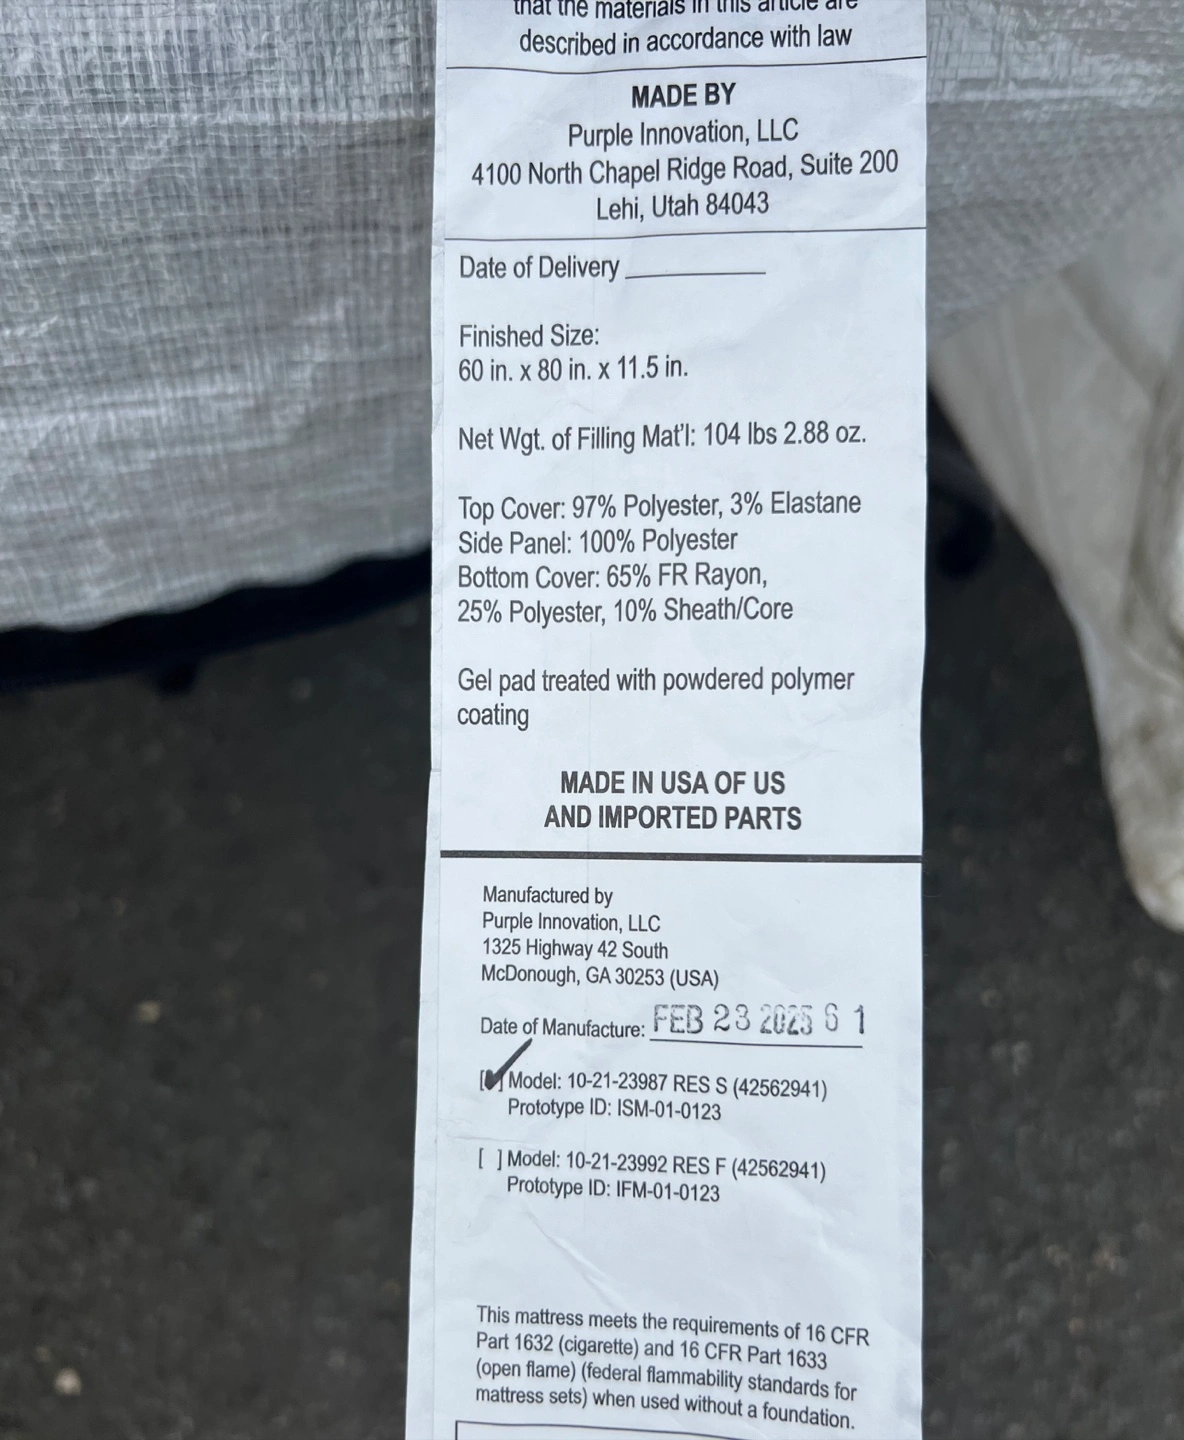 that the materials in this article are
described in accordance with law
MADE BY
Purple Innovation, LLC
4100 North Chapel Ridge Road, Suite 200
Lehi, Utah 84043
Date of Delivery
Finished Size:
60 in. x 80 in. x 11.5 in.
Net Wgt. of Filling Mat'l: 104 lbs 2.88 oz.
Top Cover: 97% Polyester, 3% Elastane
Side Panel: 100% Polyester
Bottom Cover: 65% FR Rayon,
25% Polyester, 10% Sheath/Core
Gel pad treated with powdered polymer
coating
MADE IN USA OF US
AND IMPORTED PARTS
Manufactured by
Purple Innovation, LLC
1325 Highway 42 South
McDonough, GA 30253 (USA)
Date of Manufacture: FEB 23 2025 6 1
[✓] Model: 10-21-23987 RES S (42562941)
Prototype ID: ISM-01-0123
[ ] Model: 10-21-23992 RES F (42562941)
Prototype ID: IFM-01-0123
This mattress meets the requirements of 16 CFR
Part 1632 (cigarette) and 16 CFR Part 1633
(open flame) (federal flammability standards for
mattress sets) when used without a foundation.